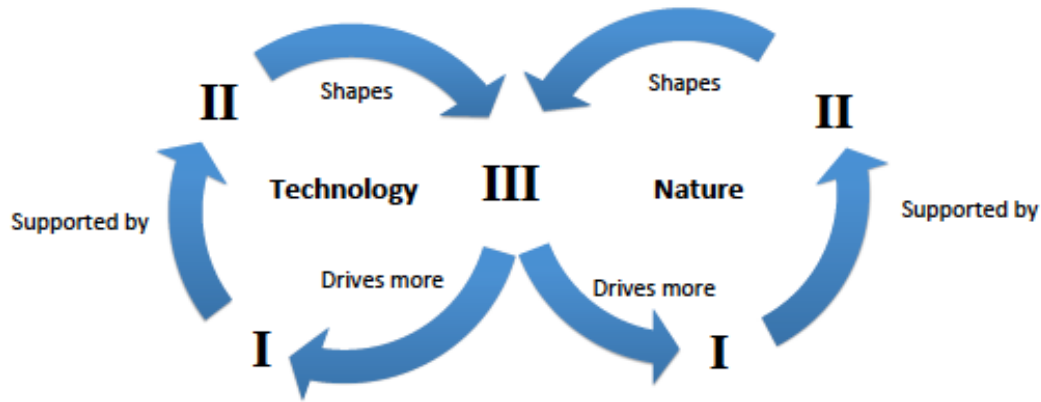 Shapes
Shapes
II
II
Technology
III
Nature
Supported by
Supported by
Drives more
Drives more
I
I